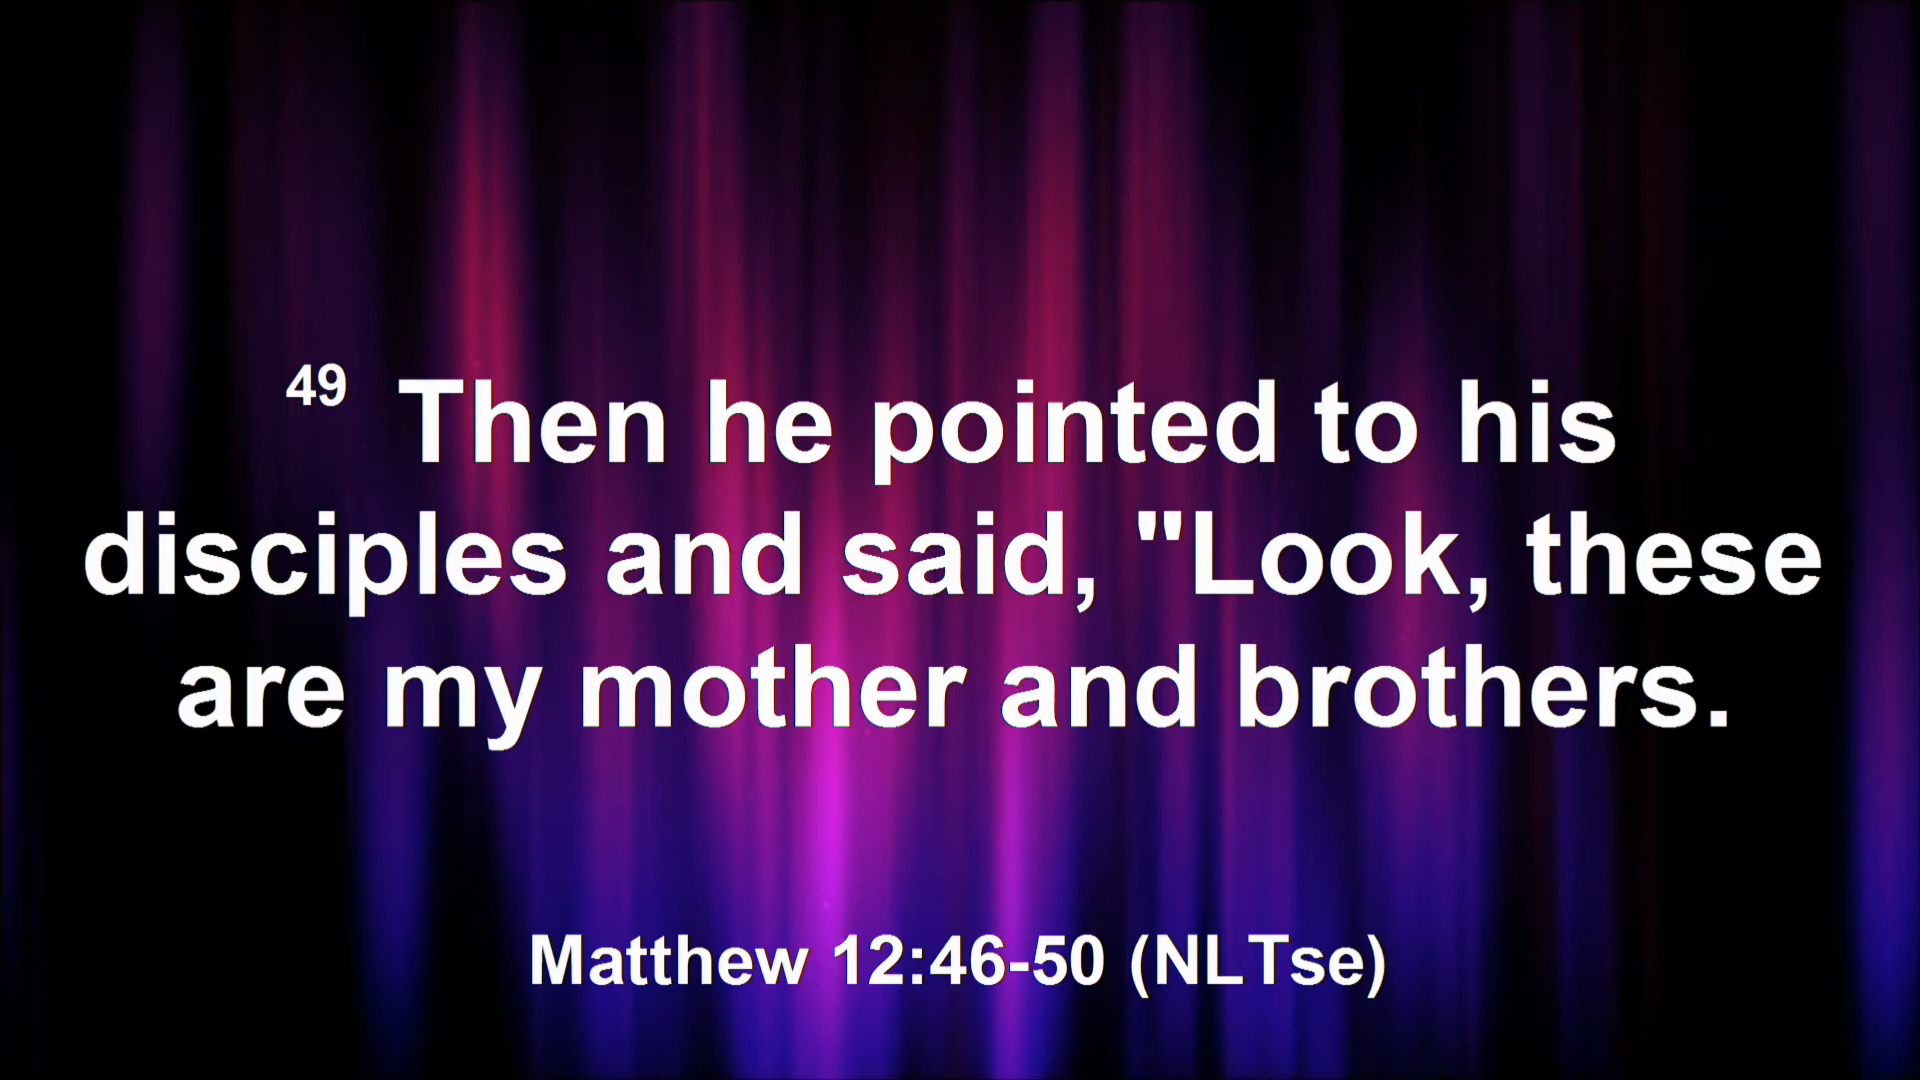 49 Then he pointed to his
disciples and said, "Look, these
are my mother and brothers.
Matthew 12:46-50 (NLTse)